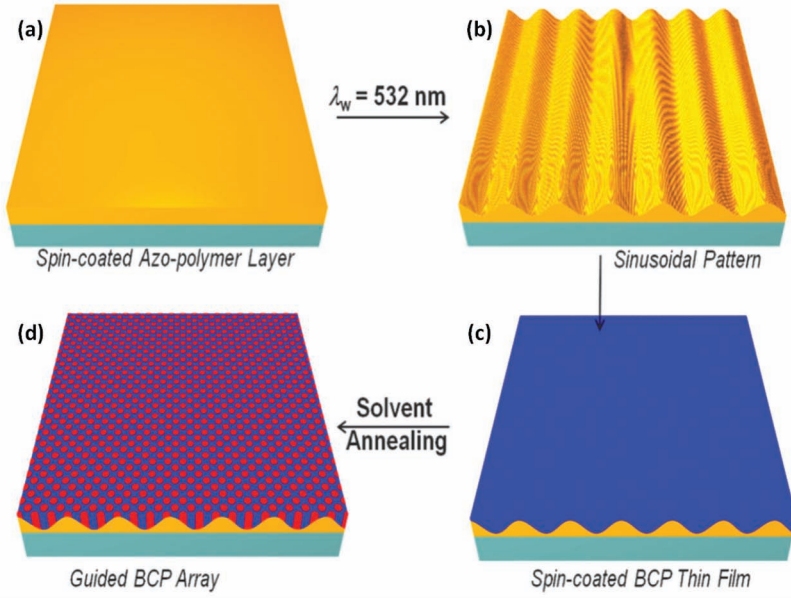 (a)
(b)
λw = 532 nm
Spin-coated Azo-polymer Layer
Sinusoidal Pattern
(d)
(c)
Solvent
Annealing
Guided BCP Array
Spin-coated BCP Thin Film